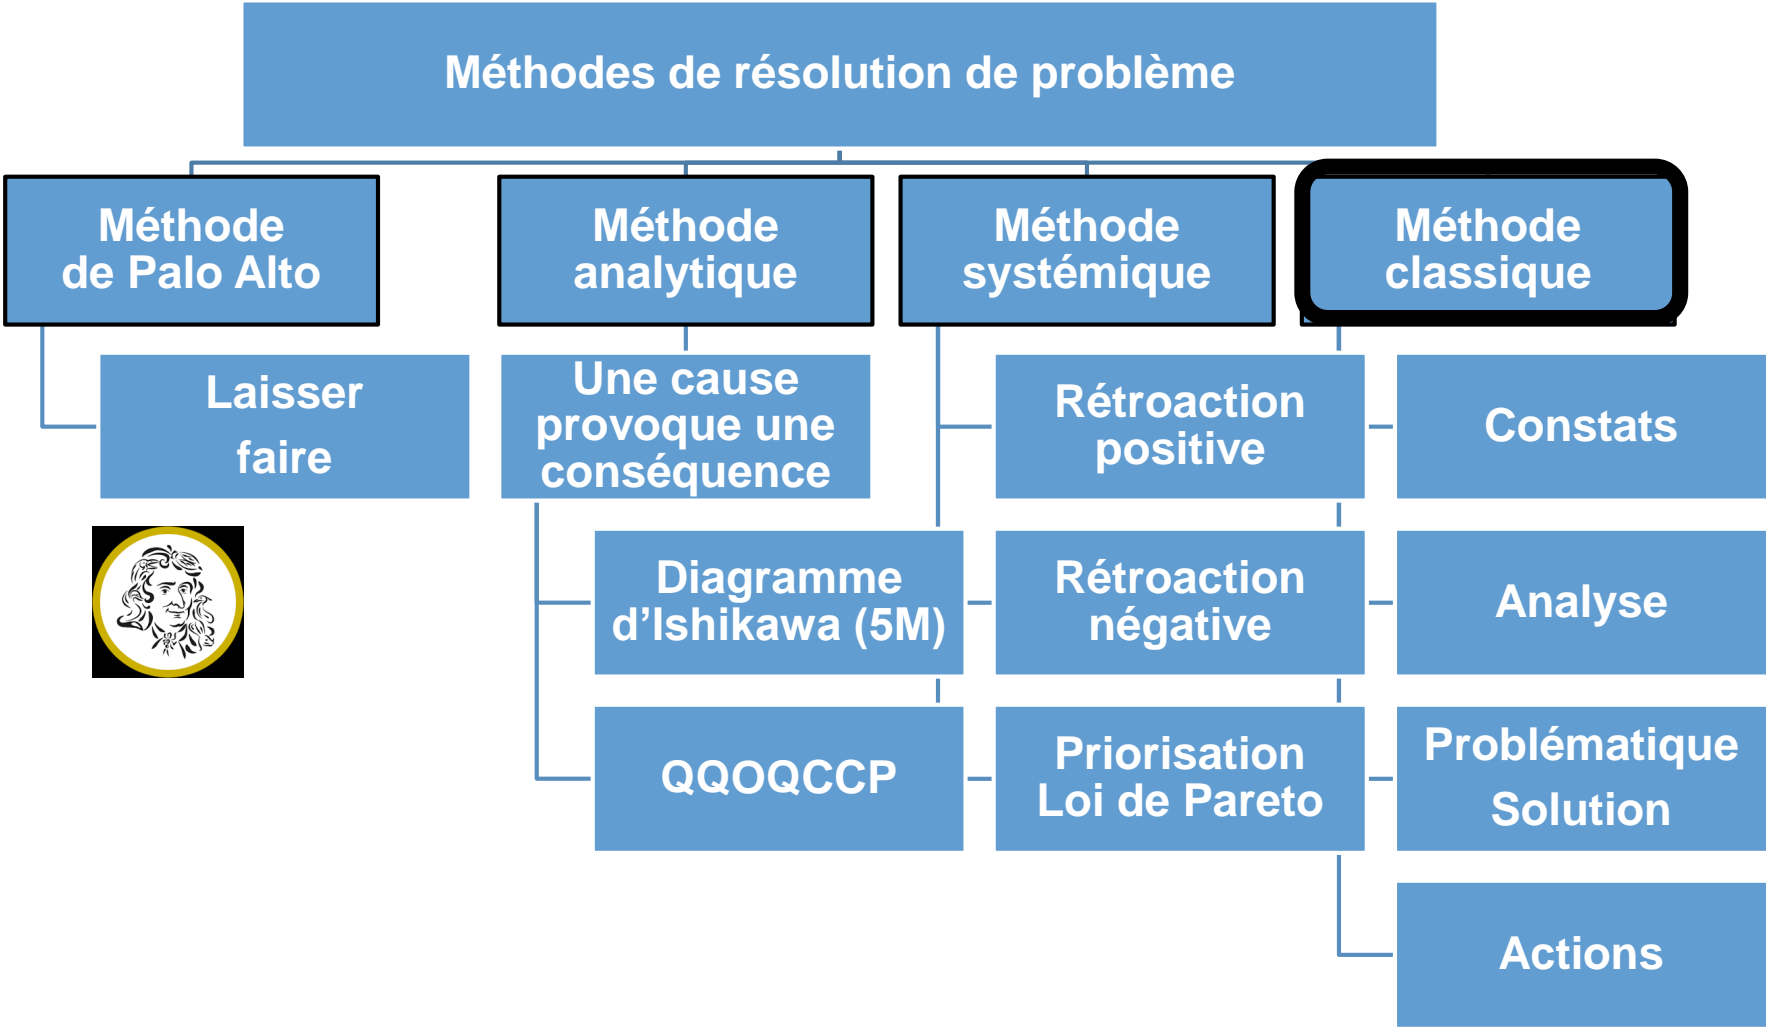 Méthodes de résolution de problème
Méthode
de Palo Alto
Laisser
faire
Méthode
analytique
Une cause
provoque une
conséquence
Diagramme
d’Ishikawa (5M)
QQOQCCP
Méthode
systémique
Rétroaction
positive
Rétroaction
négative
Priorisation
Loi de Pareto
Méthode
classique
Constats
Analyse
Problématique
Solution
Actions